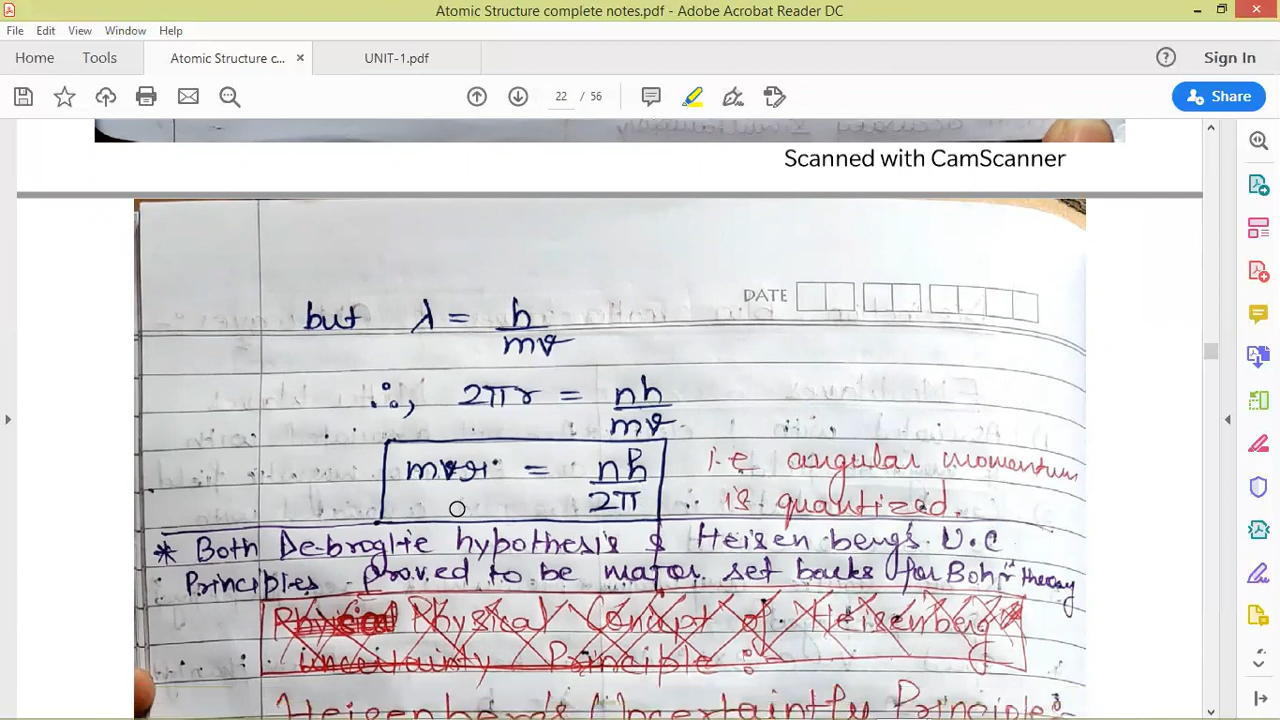 Atomic Structure complete notes.pdf - Adobe Acrobat Reader DC
File Edit View Window Help
Home Tools Atomic Structure c... × UNIT-1.pdf Sign In
22 / 56 Share
Scanned with CamScanner
DATE
but λ = h/mv
∴, 2πr = nh/mv
mvr = nh/2π i.e angular momentum
is quantized.
* Both De-broglie hypothesis & Heisenberg's U.C
Principles proved to be major set backs for Bohr's theory
Physical Concept of Heisenberg
uncertainty Principle :
Heisenberg's Uncertainty Principle:-